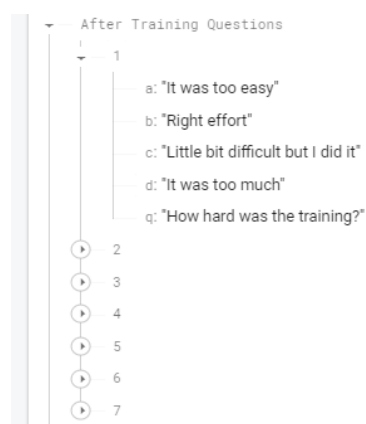 After Training Questions
1
a: "It was too easy"
b: "Right effort"
c: "Little bit difficult but I did it"
d: "It was too much"
q: "How hard was the training?"
2
3
4
5
6
7